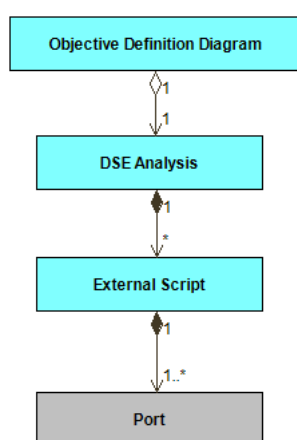 Objective Definition Diagram
1
1
DSE Analysis
1
*
External Script
1
1..*
Port